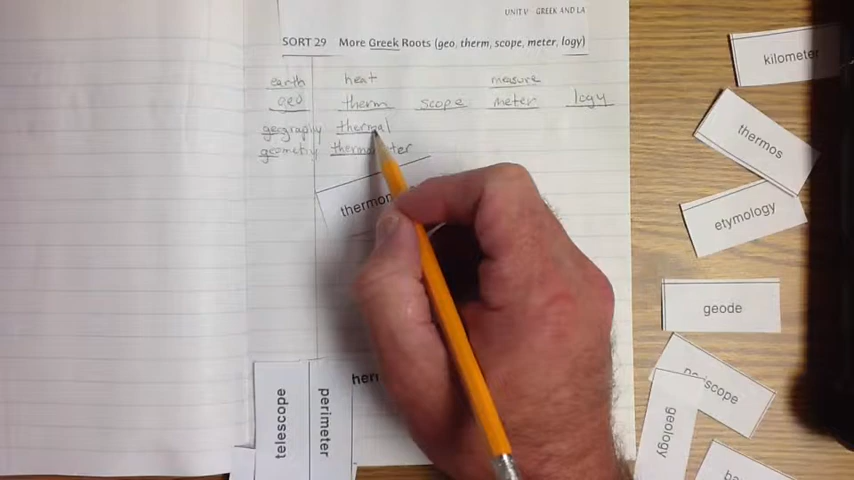 UNIT V GREEK AND LA
SORT 29 More Greek Roots (geo, therm, scope, meter, logy)
earth heat measure
geo therm scope meter logy
geography thermal
geometry
kilometer
thermos
etymology
geode
geology
telescope
perimeter